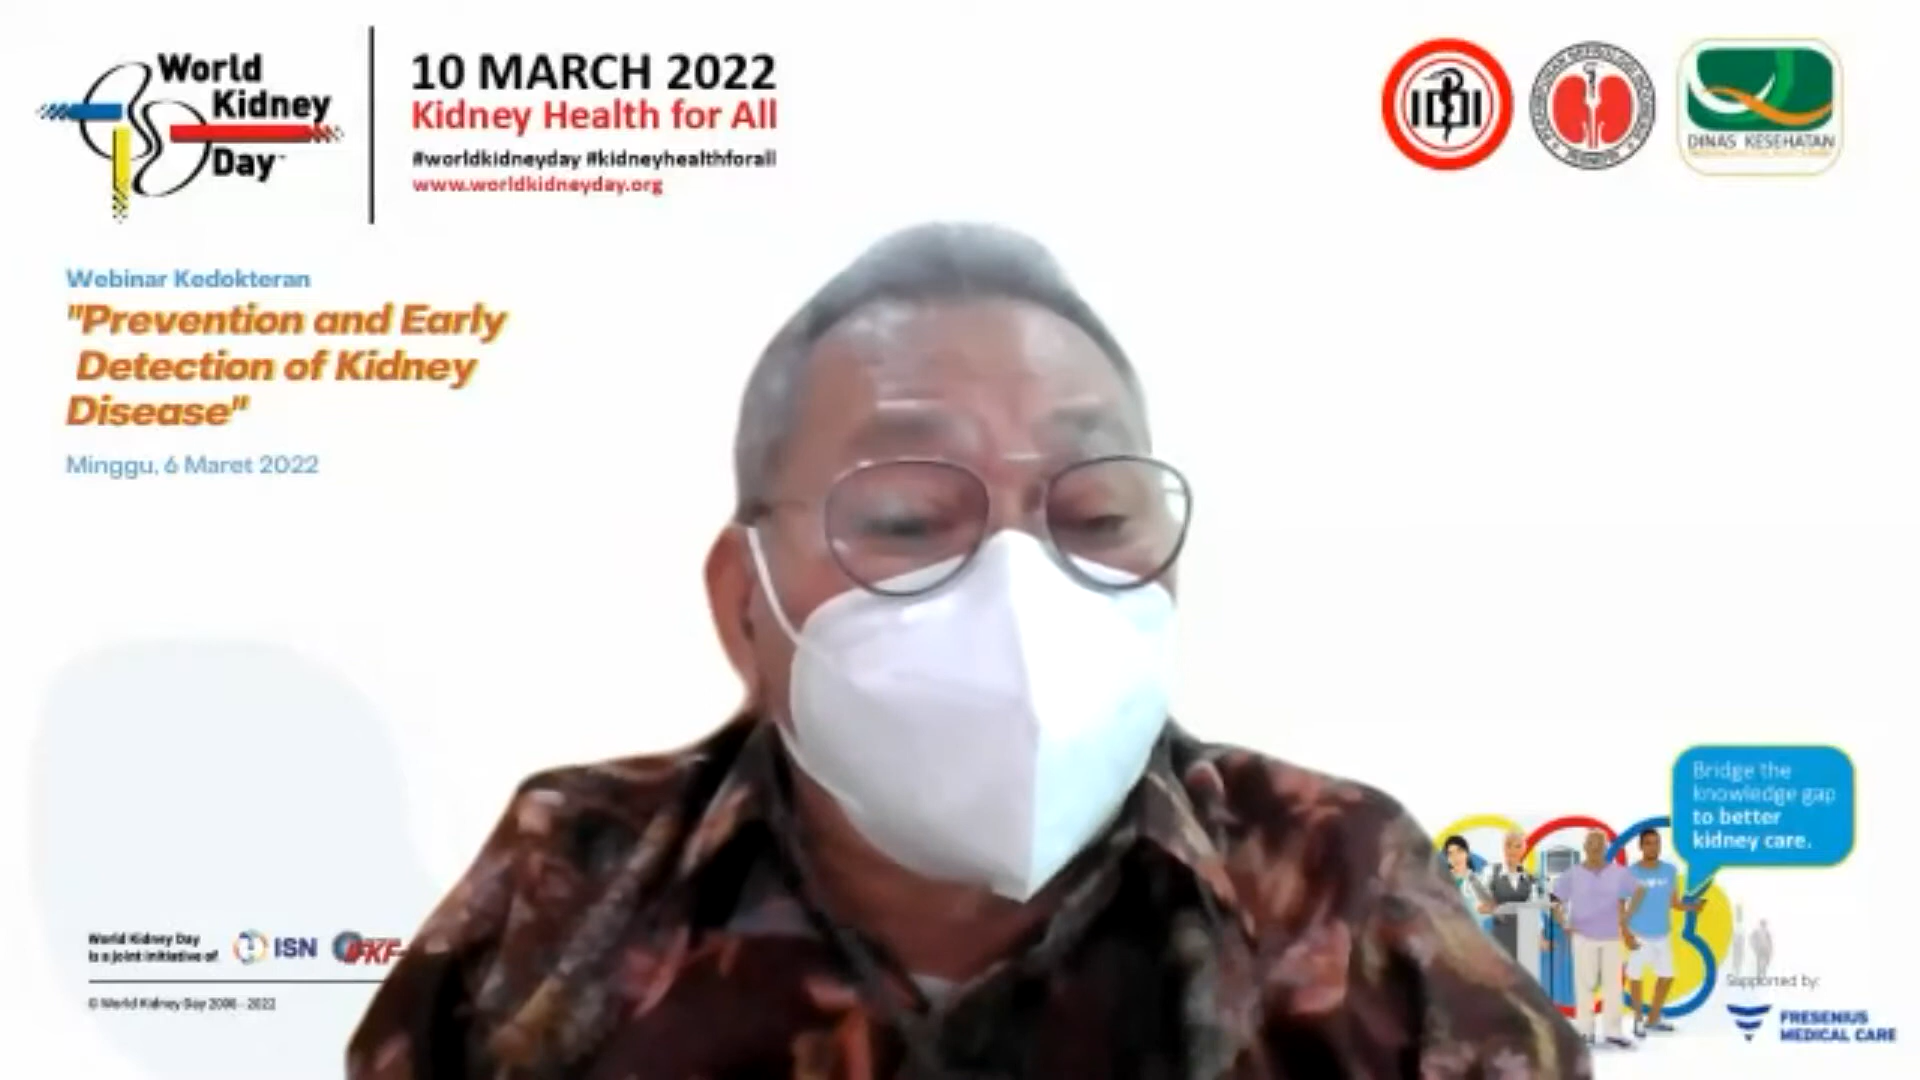 World
Kidney
Day
10 MARCH 2022
Kidney Health for All
#worldkidneyday #kidneyhealthforall
www.worldkidneyday.org
IDI
DINAS KESEHATAN
Webinar Kedokteran
"Prevention and Early
Detection of Kidney
Disease"
Minggu, 6 Maret 2022
Bridge the
knowledge gap
to better
kidney care.
World Kidney Day
is a joint initiative of
ISN
IFKF
© World Kidney Day 2006 - 2022
Supported by:
FRESENIUS
MEDICAL CARE